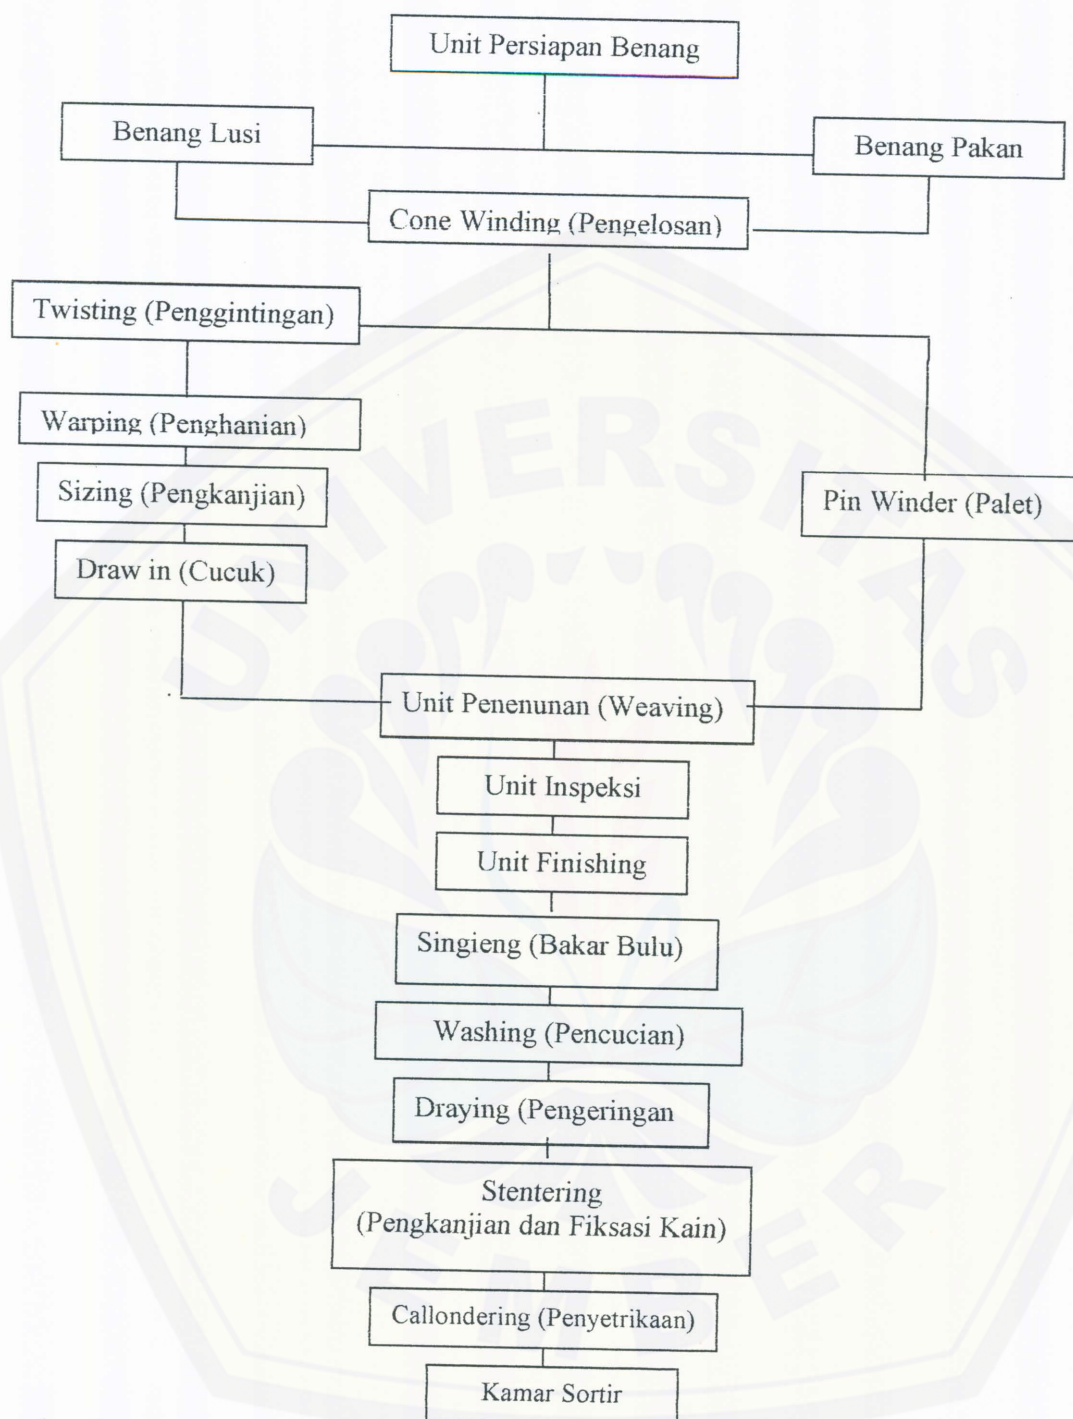 Unit Persiapan Benang
Benang Lusi
Benang Pakan
Cone Winding (Pengelosan)
Twisting (Penggintingan)
Warping (Penghanian)
Sizing (Pengkanjian)
Pin Winder (Palet)
Draw in (Cucuk)
Unit Penenunan (Weaving)
Unit Inspeksi
Unit Finishing
Singieng (Bakar Bulu)
Washing (Pencucian)
Draying (Pengeringan
Stentering
(Pengkanjian dan Fiksasi Kain)
Callondering (Penyetrikaan)
Kamar Sortir
UNIVERSITAS
JEMBER